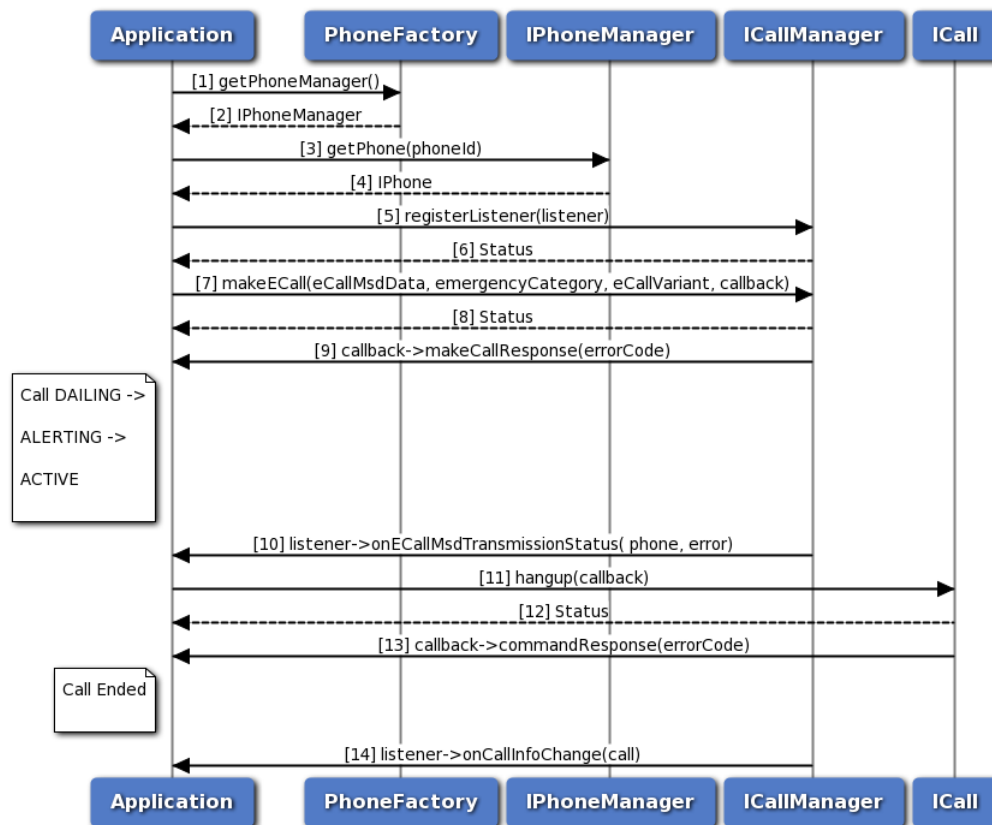 Application PhoneFactory IPhoneManager ICallManager ICall
[1] getPhoneManager()
[2] IPhoneManager
[3] getPhone(phoneId)
[4] IPhone
[5] registerListener(listener)
[6] Status
[7] makeECall(eCallMsdData, emergencyCategory, eCallVariant, callback)
[8] Status
[9] callback->makeCallResponse(errorCode)
Call DAILING ->
ALERTING ->
ACTIVE
[10] listener->onECallMsdTransmissionStatus( phone, error)
[11] hangup(callback)
[12] Status
[13] callback->commandResponse(errorCode)
Call Ended
[14] listener->onCallInfoChange(call)
Application PhoneFactory IPhoneManager ICallManager ICall